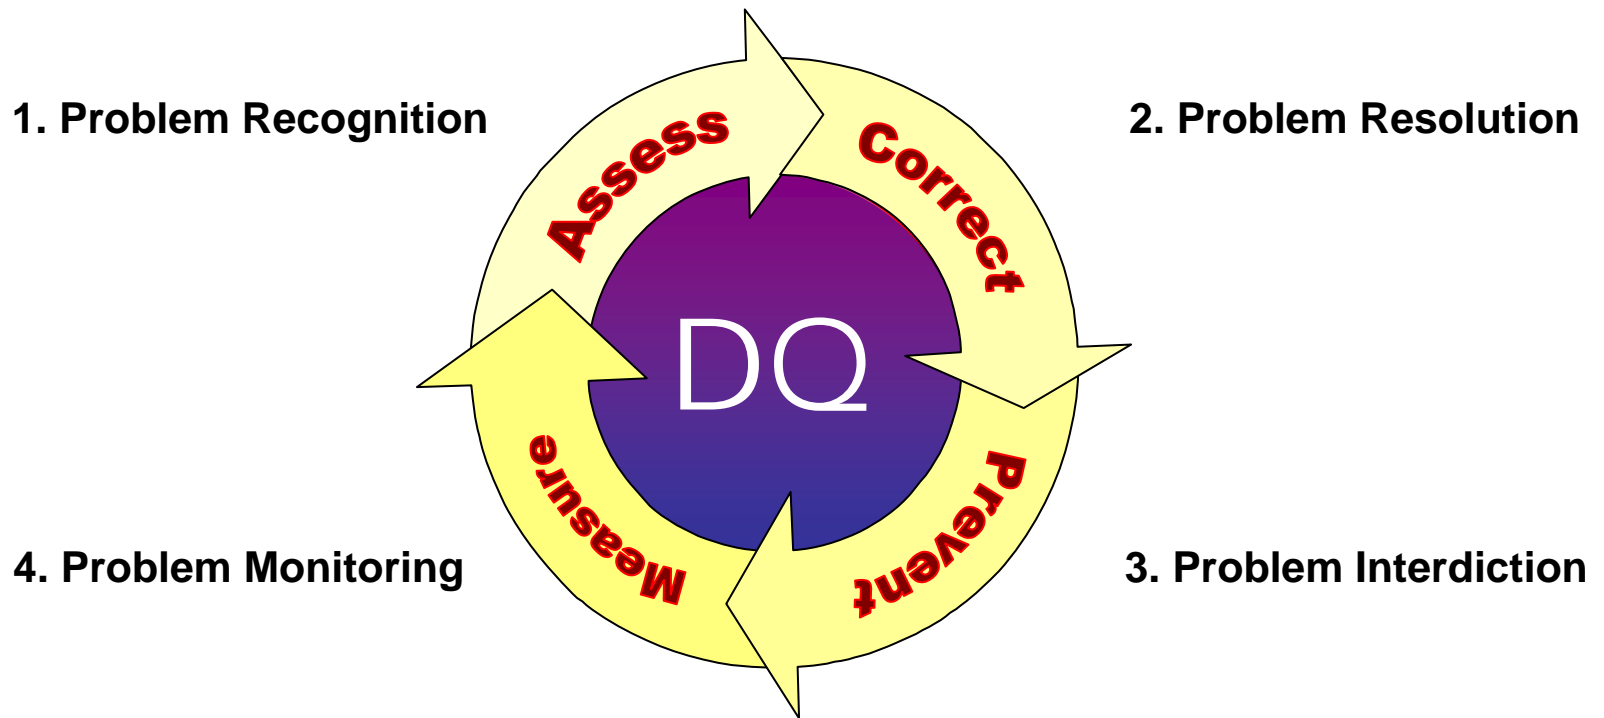 1. Problem Recognition
2. Problem Resolution
Assess
Correct
DQ
Prevent
Measure
4. Problem Monitoring
3. Problem Interdiction